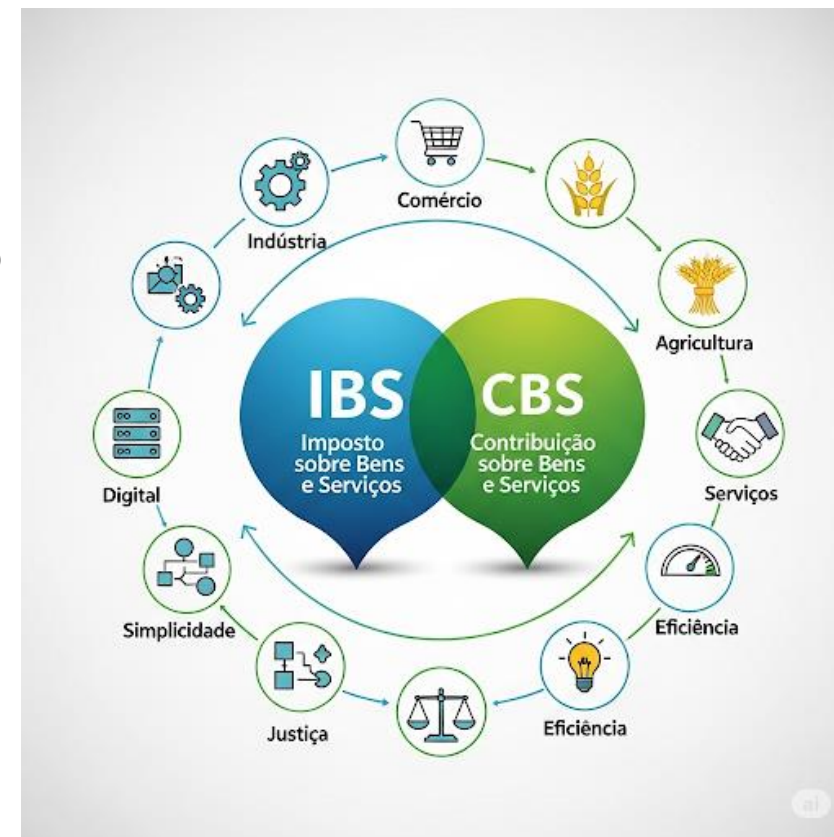 Comércio
Indústria
Agricultura
IBS
Imposto
sobre Bens
e Serviços
CBS
Contribuição
sobre Bens
e Serviços
Digital
Serviços
Simplicidade
Eficiência
Justiça
Eficiência
ai